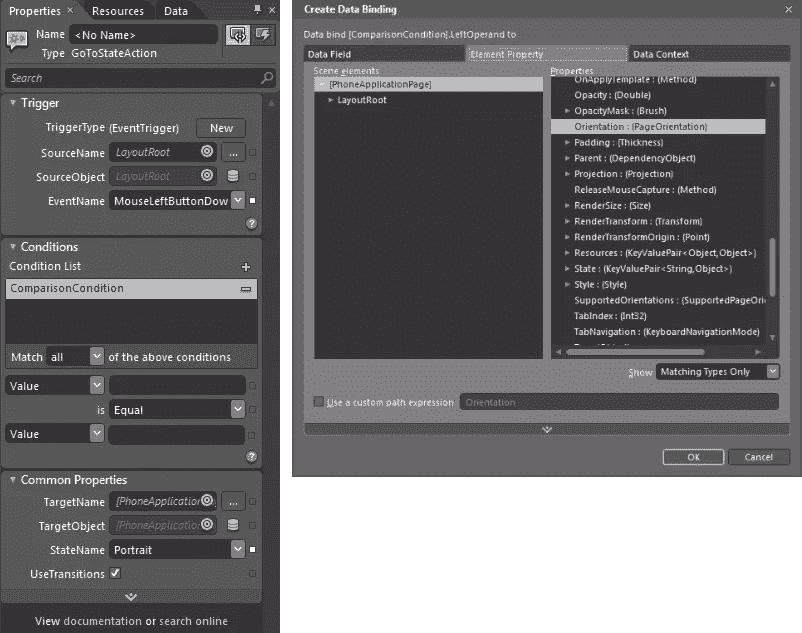 Properties × Resources Data
Name <No Name>
Type GoToStateAction
Search
Trigger
TriggerType (EventTrigger) New
SourceName LayoutRoot ...
SourceObject LayoutRoot
EventName MouseLeftButtonDow
?
Conditions
Condition List +
ComparisonCondition
Match all of the above conditions
Value
is Equal
Value
?
Common Properties
TargetName [PhoneApplication ...
TargetObject [PhoneApplication
StateName Portrait
UseTransitions
View documentation or search online
Create Data Binding
Data bind [ComparisonCondition].LeftOperand to
Data Field Element Property Data Context
Scene elements
[PhoneApplicationPage]
LayoutRoot
Properties
OnApplyTemplate : (Method)
Opacity : (Double)
OpacityMask : (Brush)
Orientation : (PageOrientation)
Padding : (Thickness)
Parent : (DependencyObject)
Projection : (Projection)
ReleaseMouseCapture : (Method)
RenderSize : (Size)
RenderTransform : (Transform)
RenderTransformOrigin : (Point)
Resources : (KeyValuePair<Object,Object>)
State : (KeyValuePair<String,Object>)
Style : (Style)
SupportedOrientations : (SupportedPageOri
TabIndex : (Int32)
TabNavigation : (KeyboardNavigationMode)
Show Matching Types Only
Use a custom path expression Orientation
OK Cancel